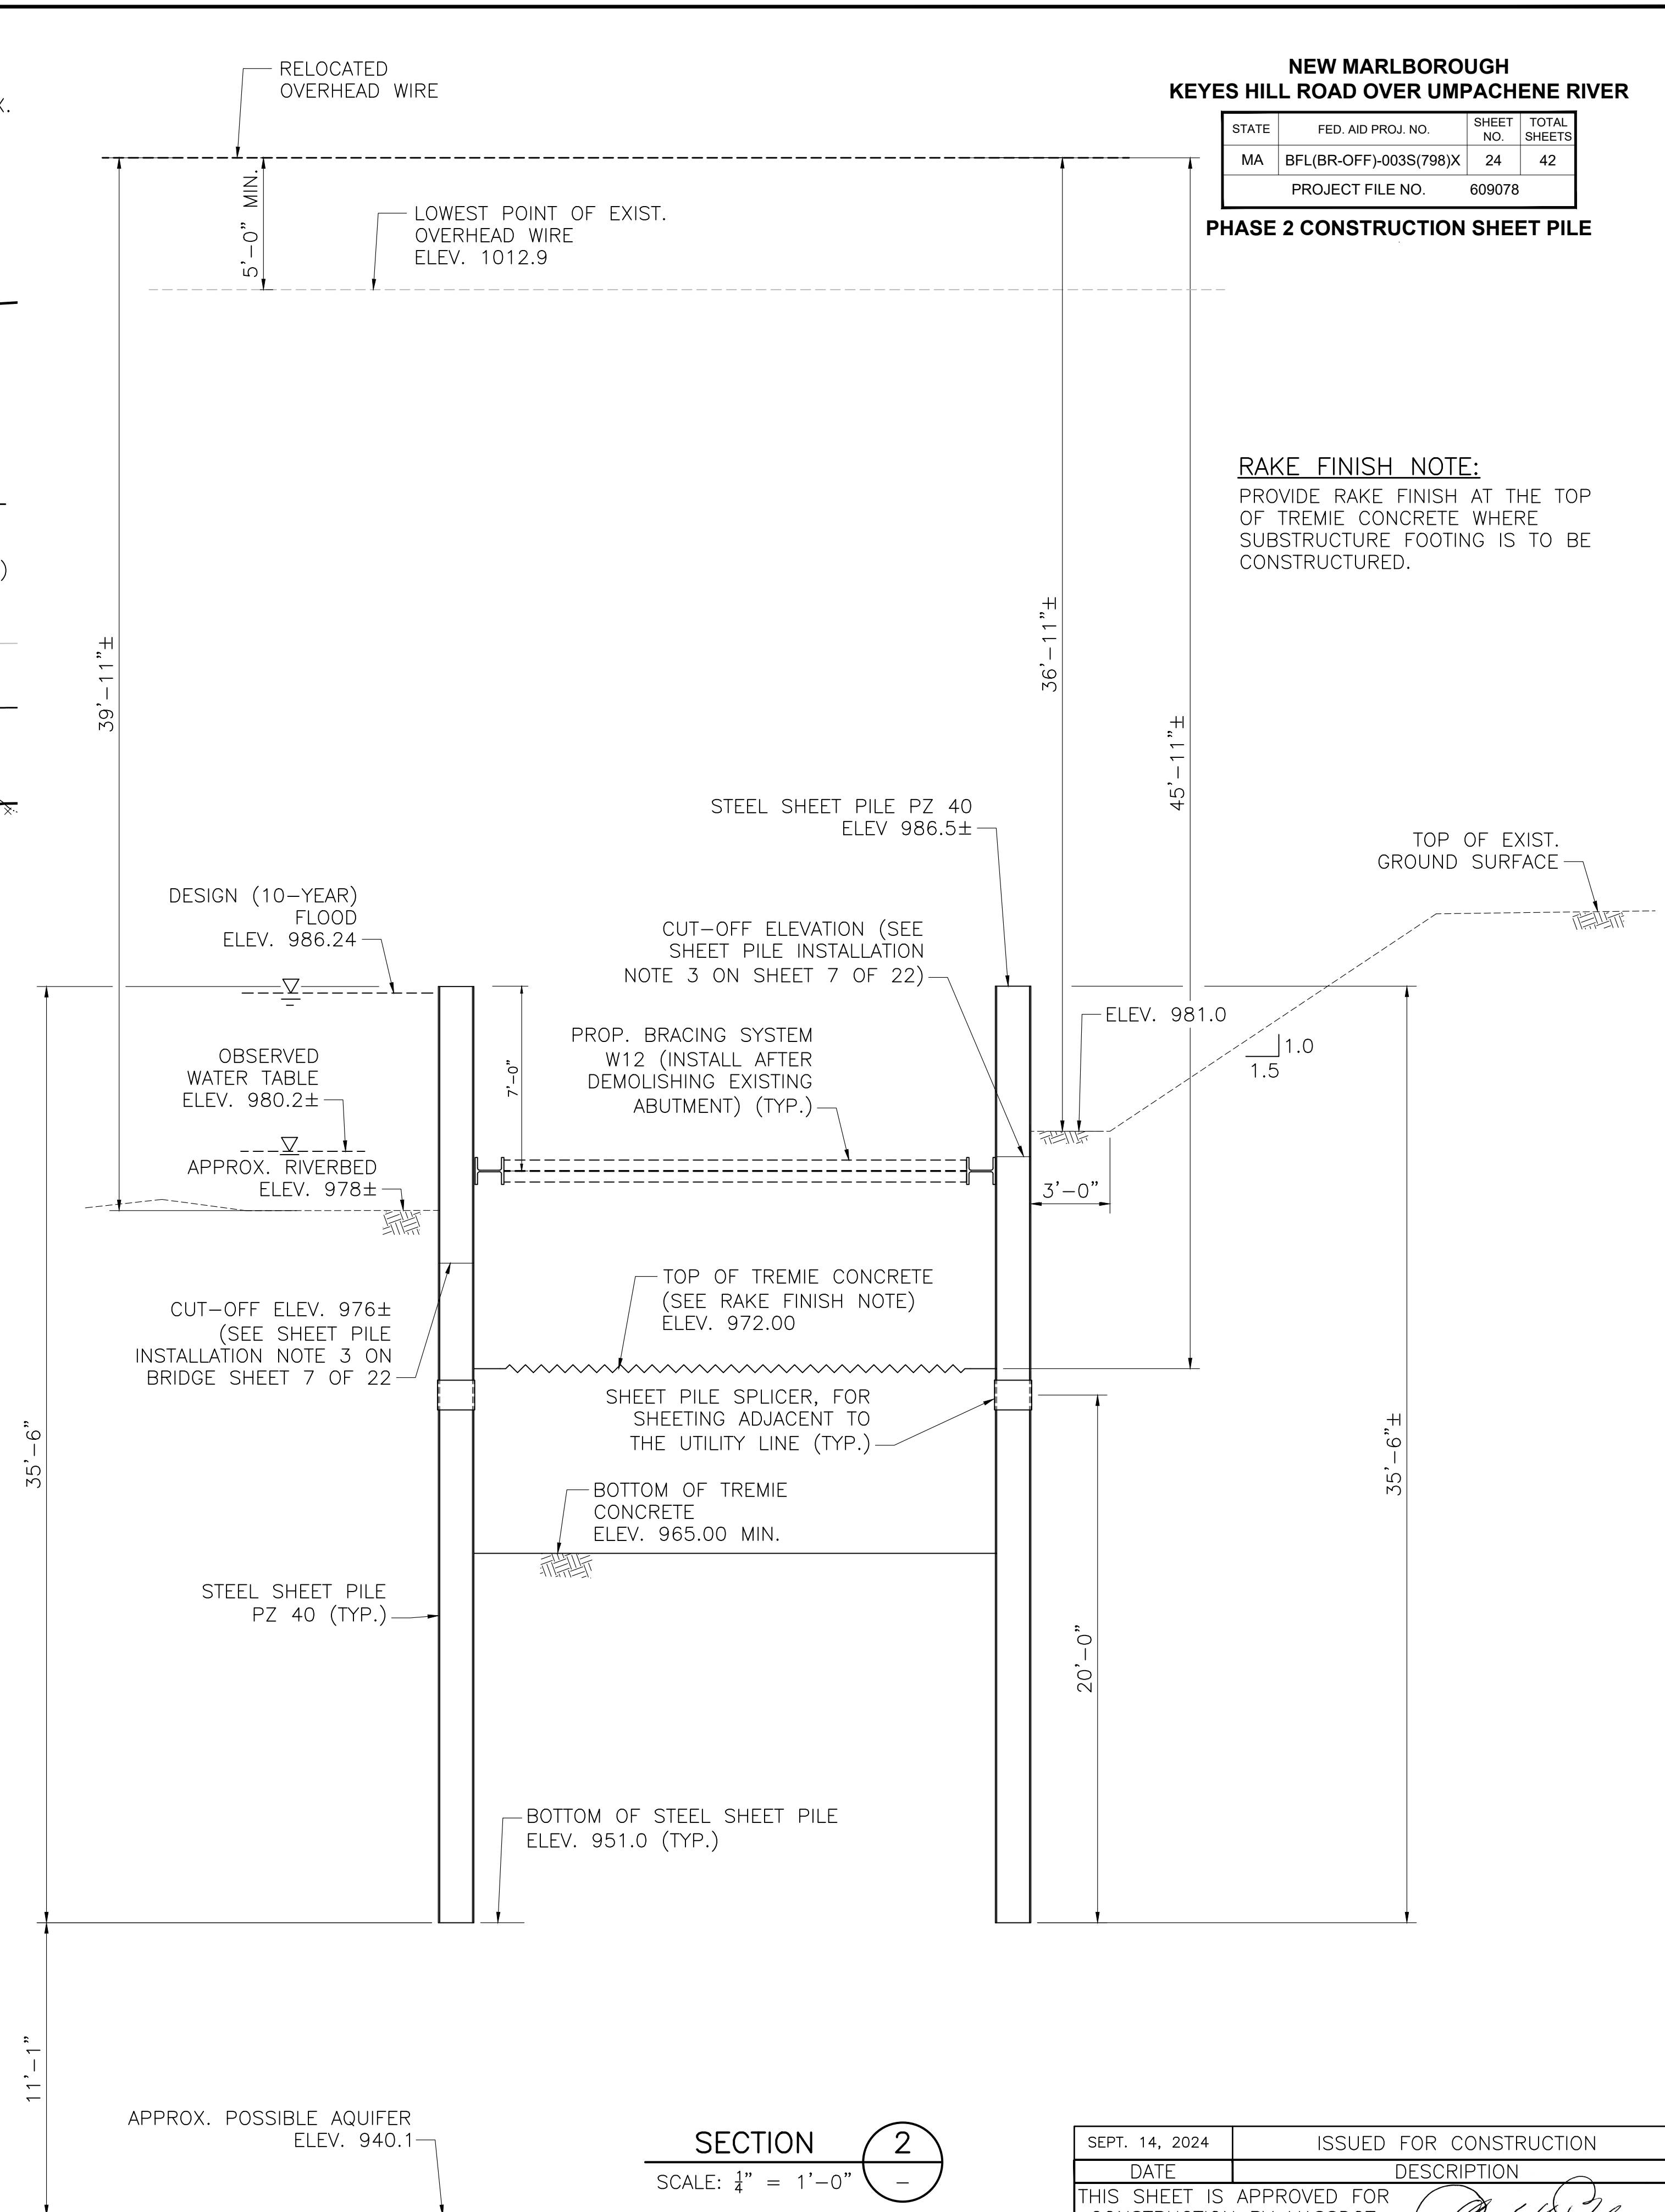 X.
)
RELOCATED
OVERHEAD WIRE
NEW MARLBOROUGH
KEYES HILL ROAD OVER UMPACHENE RIVER
STATE FED. AID PROJ. NO. SHEET NO. TOTAL SHEETS
MA BFL(BR-OFF)-003S(798)X 24 42
PROJECT FILE NO. 609078
PHASE 2 CONSTRUCTION SHEET PILE
5'-0" MIN.
LOWEST POINT OF EXIST.
OVERHEAD WIRE
ELEV. 1012.9
RAKE FINISH NOTE:
PROVIDE RAKE FINISH AT THE TOP
OF TREMIE CONCRETE WHERE
SUBSTRUCTURE FOOTING IS TO BE
CONSTRUCTURED.
39'-11"±
36'-11"±
45'-11"±
STEEL SHEET PILE PZ 40
ELEV 986.5±
TOP OF EXIST.
GROUND SURFACE
DESIGN (10-YEAR)
FLOOD
ELEV. 986.24
CUT-OFF ELEVATION (SEE
SHEET PILE INSTALLATION
NOTE 3 ON SHEET 7 OF 22)
ELEV. 981.0
1.0
1.5
OBSERVED
WATER TABLE
ELEV. 980.2±
7'-0"
PROP. BRACING SYSTEM
W12 (INSTALL AFTER
DEMOLISHING EXISTING
ABUTMENT) (TYP.)
APPROX. RIVERBED
ELEV. 978±
3'-0"
TOP OF TREMIE CONCRETE
(SEE RAKE FINISH NOTE)
ELEV. 972.00
CUT-OFF ELEV. 976±
(SEE SHEET PILE
INSTALLATION NOTE 3 ON
BRIDGE SHEET 7 OF 22
SHEET PILE SPLICER, FOR
SHEETING ADJACENT TO
THE UTILITY LINE (TYP.)
35'-6"
35'-6"±
BOTTOM OF TREMIE
CONCRETE
ELEV. 965.00 MIN.
STEEL SHEET PILE
PZ 40 (TYP.)
20'-0"
BOTTOM OF STEEL SHEET PILE
ELEV. 951.0 (TYP.)
11'-1"
APPROX. POSSIBLE AQUIFER
ELEV. 940.1
SECTION 2
SCALE: 1/4" = 1'-0" -
SEPT. 14, 2024 ISSUED FOR CONSTRUCTION
DATE DESCRIPTION
THIS SHEET IS APPROVED FOR